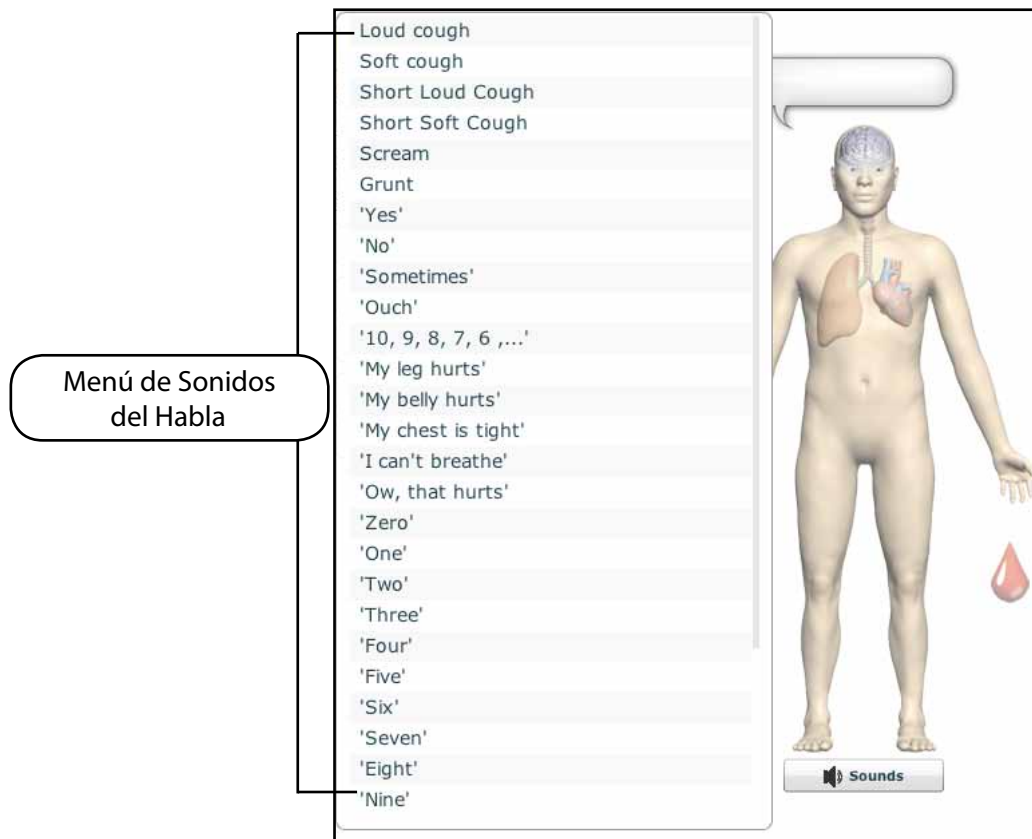 Loud cough
Soft cough
Short Loud Cough
Short Soft Cough
Scream
Grunt
'Yes'
'No'
'Sometimes'
'Ouch'
'10, 9, 8, 7, 6 ,...'
'My leg hurts'
'My belly hurts'
'My chest is tight'
'I can't breathe'
'Ow, that hurts'
'Zero'
'One'
'Two'
'Three'
'Four'
'Five'
'Six'
'Seven'
'Eight'
'Nine'
Menú de Sonidos
del Habla
Sounds